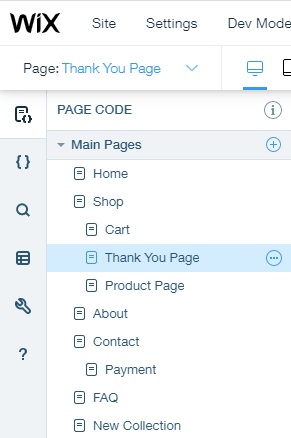 WiX Site Settings Dev Mode
Page: Thank You Page
PAGE CODE
Main Pages
Home
Shop
Cart
Thank You Page
Product Page
About
Contact
Payment
FAQ
New Collection
?